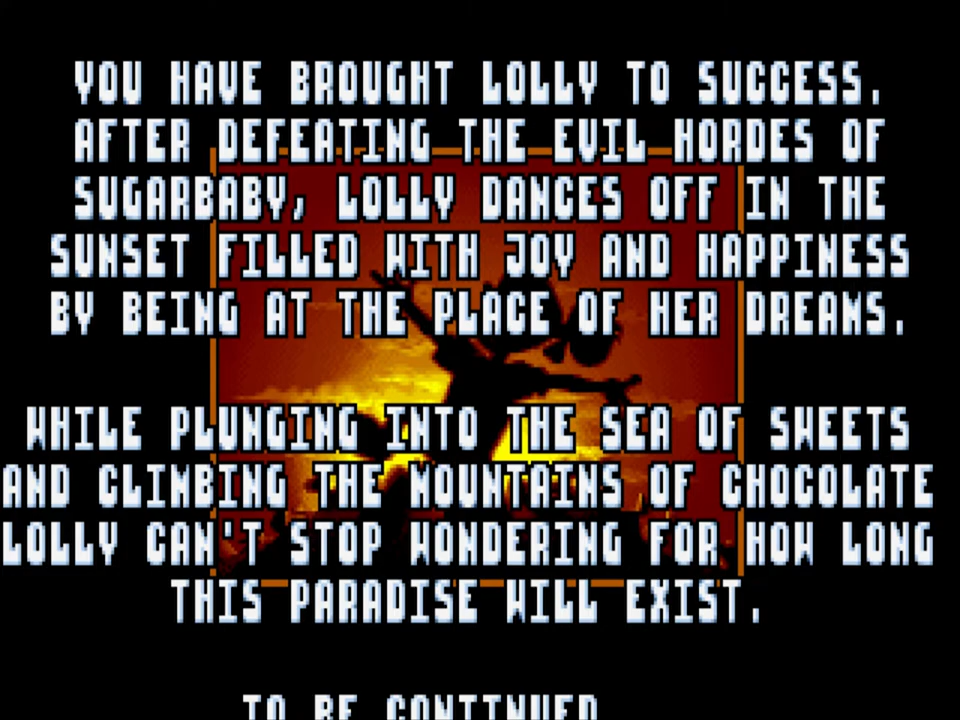 YOU HAVE BROUGHT LOLLY TO SUCCESS.
AFTER DEFEATING THE EVIL HORDES OF
SUGARBABY, LOLLY DANCES OFF IN THE
SUNSET FILLED WITH JOY AND HAPPINESS
BY BEING AT THE PLACE OF HER DREAMS.
WHILE PLUNGING INTO THE SEA OF SWEETS
AND CLIMBING THE MOUNTAINS OF CHOCOLATE
LOLLY CAN'T STOP WONDERING FOR HOW LONG
THIS PARADISE WILL EXIST.
TO BE CONTINUED